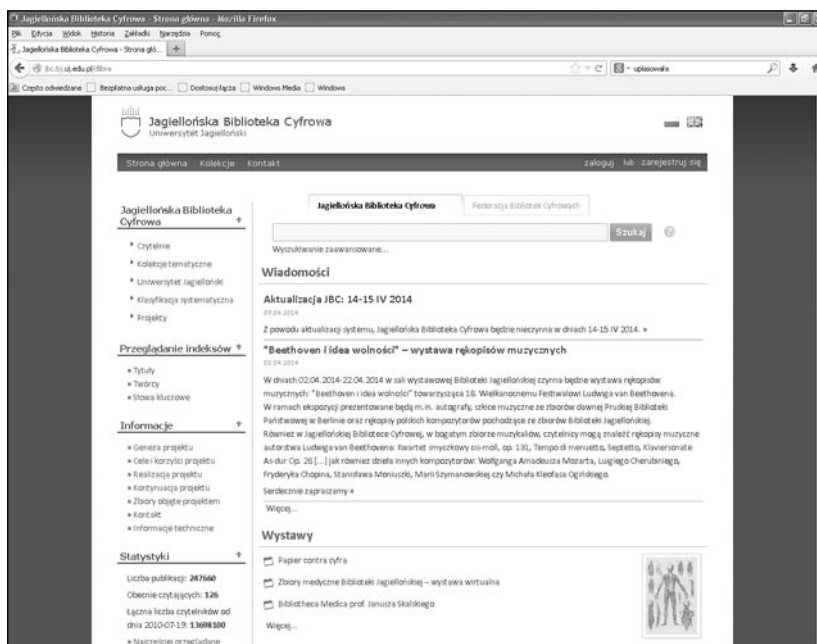 Jagiellońska Biblioteka Cyfrowa - Strona główna - Mozilla Firefox
Plik Edycja Widok Historia Zakładki Narzędzia Pomoc
Jagiellońska Biblioteka Cyfrowa - Strona głó...
jbc.bj.uj.edu.pl/dlibra
uplasowała
Często odwiedzane Bezpłatna usługa poc... Dostosuj łącza Windows Media Windows
Jagiellońska Biblioteka Cyfrowa
Uniwersytet Jagielloński
Strona główna Kolekcje Kontakt zaloguj lub zarejestruj się
Jagiellońska Biblioteka Cyfrowa Federacja Bibliotek Cyfrowych
Szukaj
Wyszukiwanie zaawansowane...
Jagiellońska Biblioteka
Cyfrowa
Czytelnie
Kolekcje tematyczne
Uniwersytet Jagielloński
Klasyfikacja systematyczna
Projekty
Przeglądanie indeksów
Tytuły
Twórcy
Słowa kluczowe
Informacje
Geneza projektu
Cele i korzyści projektu
Realizacja projektu
Kontynuacja projektu
Zbiory objęte projektem
Kontakt
Informacje techniczne
Statystyki
Liczba publikacji: 247660
Obecnie czytających: 126
Łączna liczba czytelników od
dnia 2010-07-19: 13698100
Najczęściej przeglądane
Wiadomości
Aktualizacja JBC: 14-15 IV 2014
07.04.2014
Z powodu aktualizacji systemu, Jagiellońska Biblioteka Cyfrowa będzie nieczynna w dniach 14-15 IV 2014. »
"Beethoven i idea wolności" – wystawa rękopisów muzycznych
02.04.2014
W dniach 02.04.2014-22.04.2014 w sali wystawowej Biblioteki Jagiellońskiej czynna będzie wystawa rękopisów
muzycznych: "Beethoven i idea wolności" towarzysząca 18. Wielkanocnemu Festiwalowi Ludwiga van Beethovena.
W ramach ekspozycji prezentowane będą m.in. autografy, szkice muzyczne ze zbiorów dawnej Pruskiej Biblioteki
Państwowej w Berlinie oraz rękopisy polskich kompozytorów pochodzące ze zbiorów Biblioteki Jagiellońskiej.
Również w Jagiellońskiej Bibliotece Cyfrowej, w bogatym zbiorze muzykaliów, czytelnicy mogą znaleźć rękopisy muzyczne
autorstwa Ludwiga van Beethovena: Kwartet smyczkowy cis-moll, op. 131, Tempo di menuetto, Septetto, Klaviersonate
As-dur Op. 26 [...] jak również dzieła innych kompozytorów: Wolfganga Amadeusza Mozarta, Luigiego Cherubiniego,
Fryderyka Chopina, Stanisława Moniuszki, Marii Szymanowskiej czy Michała Kleofasa Ogińskiego.
Serdecznie zapraszamy »
Więcej...
Wystawy
Papier contra cyfra
Zbiory medyczne Biblioteki Jagiellońskiej – wystawa wirtualna
Bibliotheca Medica prof. Janusza Skalskiego
Więcej...